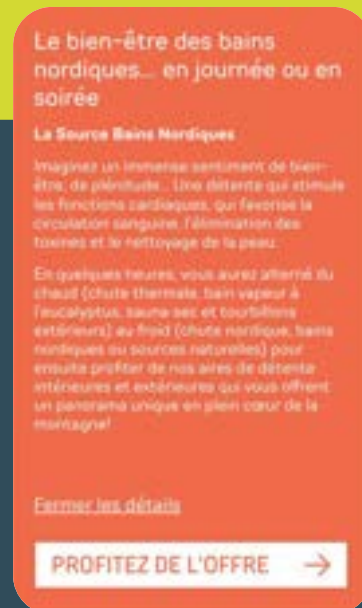 Le bien-être des bains
nordiques... en journée ou en
soirée
La Source Bains Nordiques
Imaginez un immense sentiment de bien-
être, de plénitude... Une détente qui stimule
les fonctions cardiaques, qui favorise la
circulation sanguine, l'élimination des
toxines et le nettoyage de la peau.
En quelques heures, vous aurez alterné du
chaud (chute thermale, bain vapeur à
l'eucalyptus, sauna sec et tourbillons
extérieurs) au froid (chute nordique, bains
nordiques ou sources naturelles) pour
ensuite profiter de nos aires de détente
intérieures et extérieures qui vous offrent
un panorama unique en plein cœur de la
montagne!
Fermer les détails
PROFITEZ DE L'OFFRE →